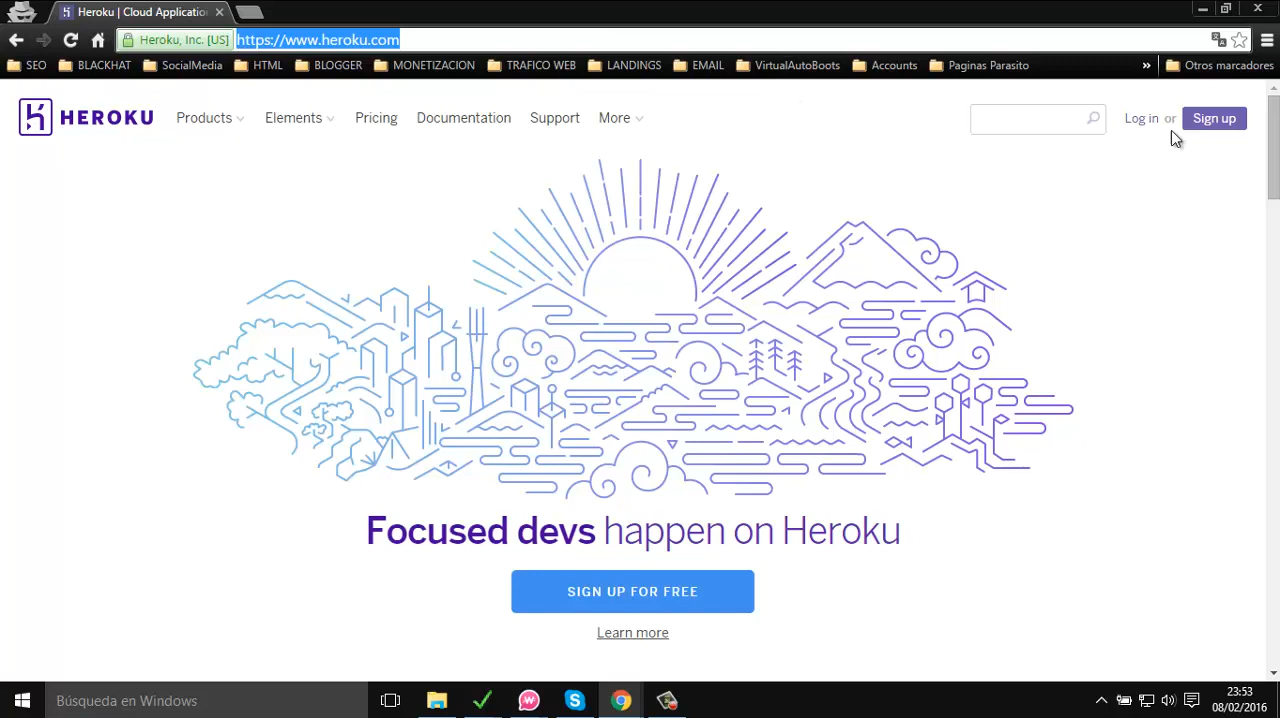 Heroku | Cloud Applicatio
Heroku, Inc. [US] https://www.heroku.com
SEO BLACKHAT SocialMedia HTML BLOGGER MONETIZACION TRAFICO WEB LANDINGS EMAIL VirtualAutoBoots Accounts Paginas Parasito » Otros marcadores
HEROKU Products Elements Pricing Documentation Support More Log in or Sign up
Focused devs happen on Heroku
SIGN UP FOR FREE
Learn more
Búsqueda en Windows
23:53
08/02/2016